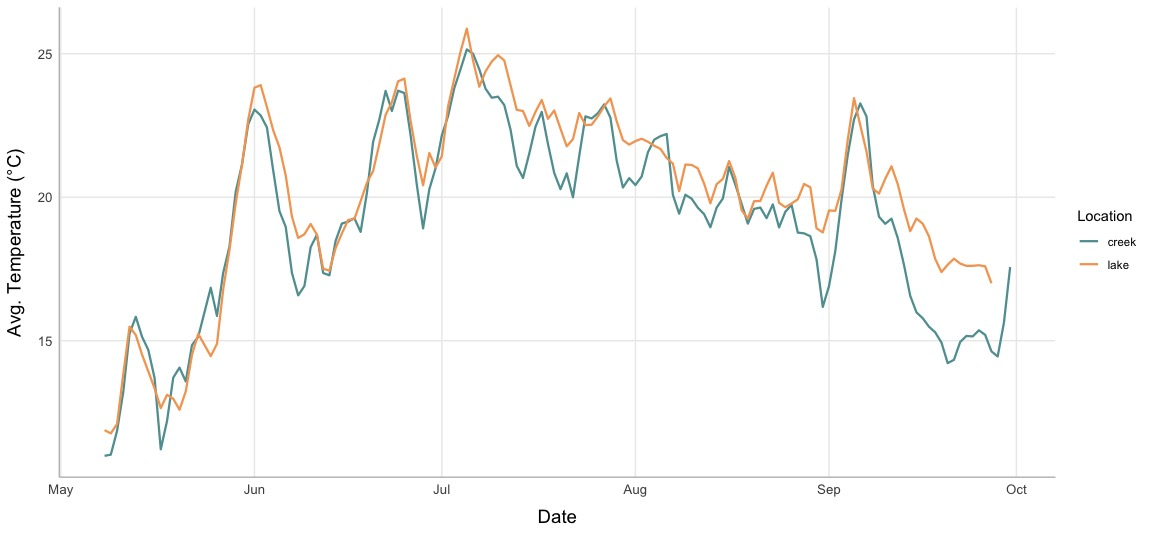 25
20
15
Avg. Temperature (°C)
May Jun Jul Aug Sep Oct
Date
Location
creek
lake